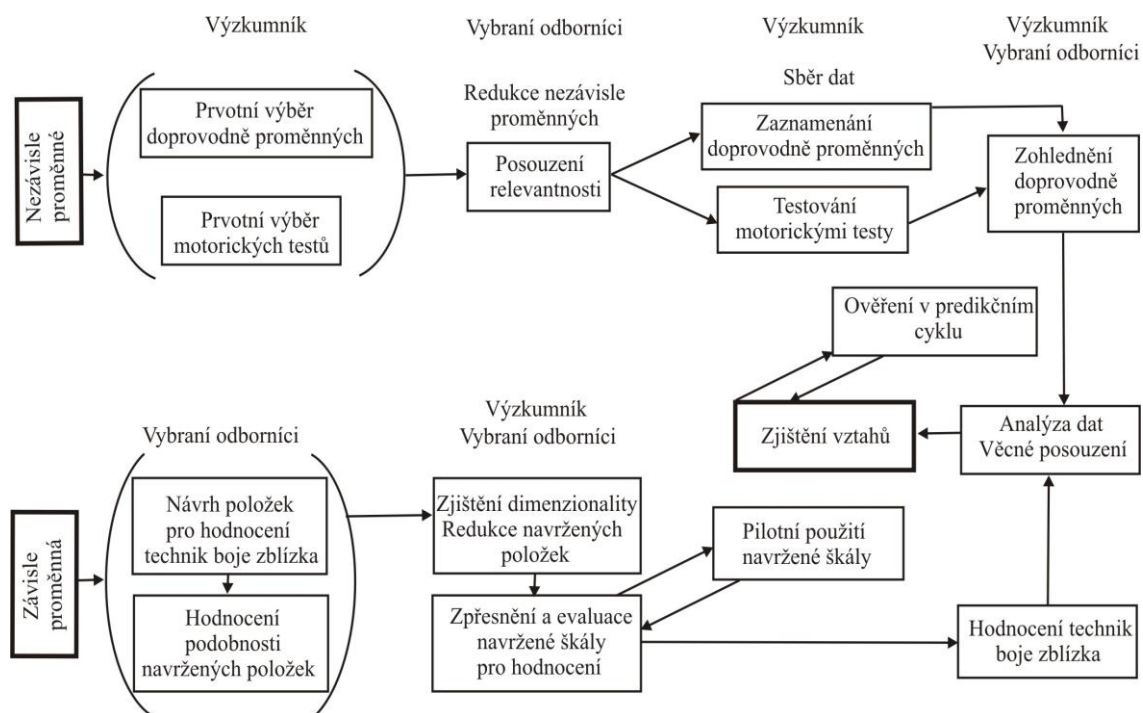 Výzkumník
Vybraní odborníci
Výzkumník
Výzkumník
Vybraní odborníci
Nezávisle
proměnné
Prvotní výběr
doprovodně proměnných
Prvotní výběr
motorických testů
Redukce nezávisle
proměnných
Posouzení
relevantnosti
Sběr dat
Zaznamenání
doprovodně proměnných
Testování
motorickými testy
Zohlednění
doprovodně
proměnných
Ověření v predikčním
cyklu
Zjištění vztahů
Analýza dat
Věcné posouzení
Vybraní odborníci
Výzkumník
Vybraní odborníci
Závisle
proměnná
Návrh položek
pro hodnocení
technik boje zblízka
Hodnocení
podobnosti
navržených položek
Zjištění dimenzionality
Redukce navržených
položek
Zpřesnění a evaluace
navržené škály
pro hodnocení
Pilotní použití
navržené škály
Hodnocení technik
boje zblízka